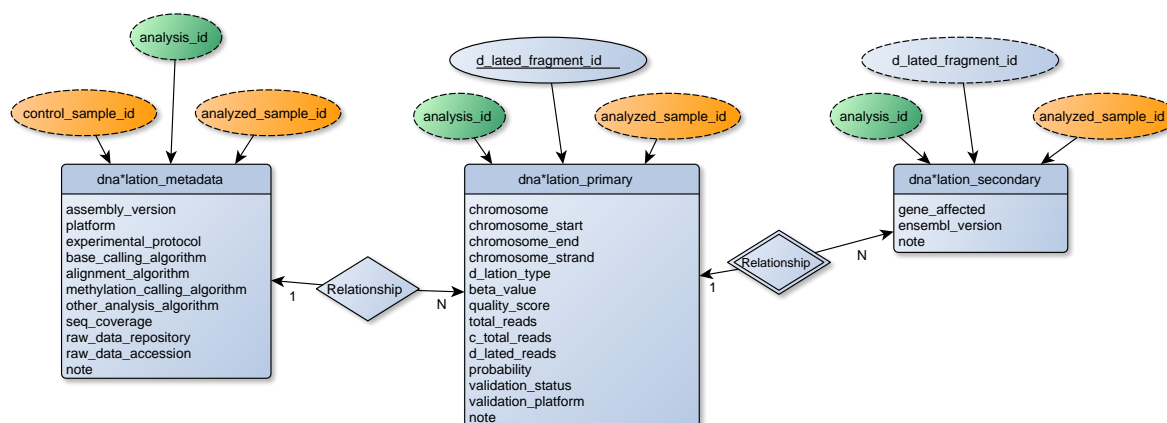 analysis_id
control_sample_id
analyzed_sample_id
dna*lation_metadata
assembly_version
platform
experimental_protocol
base_calling_algorithm
alignment_algorithm
methylation_calling_algorithm
other_analysis_algorithm
seq_coverage
raw_data_repository
raw_data_accession
note
1
Relationship
N
d_lated_fragment_id
analysis_id
analyzed_sample_id
dna*lation_primary
chromosome
chromosome_start
chromosome_end
chromosome_strand
d_lation_type
beta_value
quality_score
total_reads
c_total_reads
d_lated_reads
probability
validation_status
validation_platform
note
1
Relationship
N
d_lated_fragment_id
analysis_id
analyzed_sample_id
dna*lation_secondary
gene_affected
ensembl_version
note